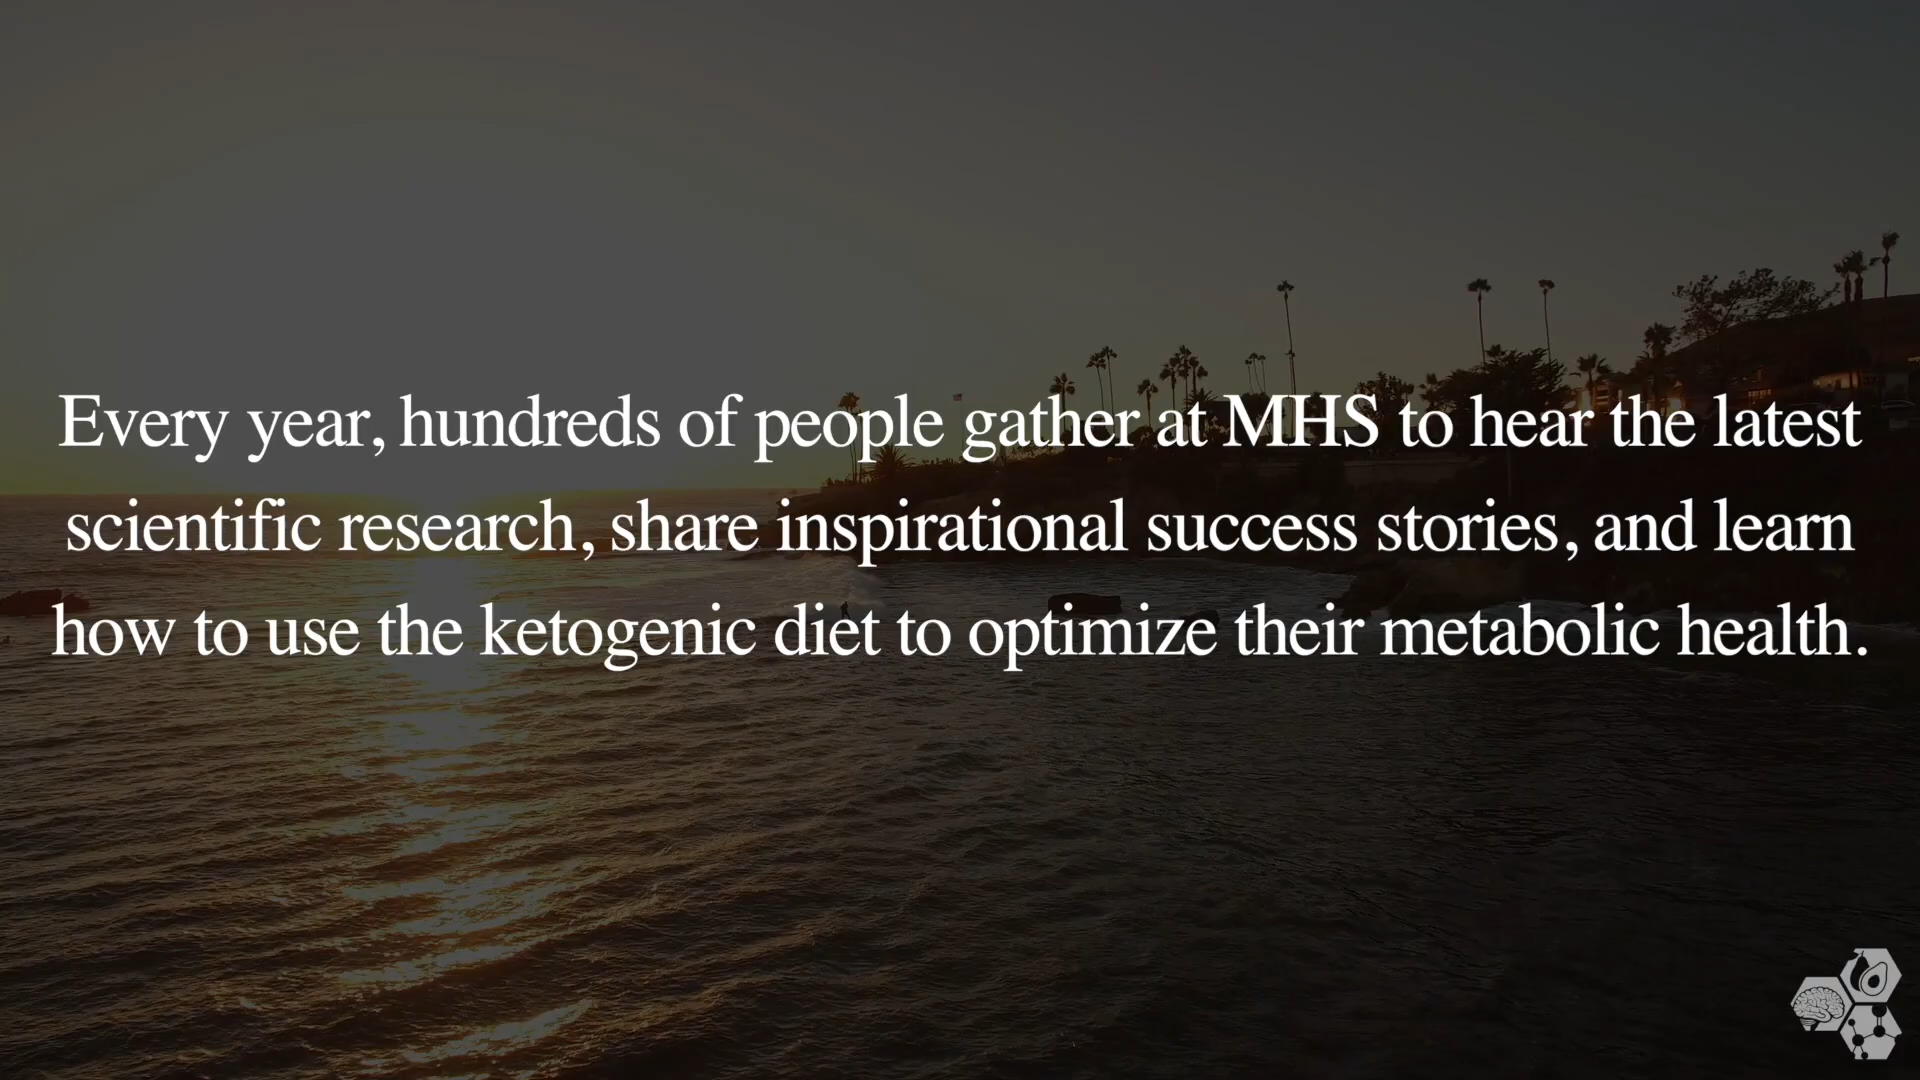 Every year, hundreds of people gather at MHS to hear the latest
scientific research, share inspirational success stories, and learn
how to use the ketogenic diet to optimize their metabolic health.